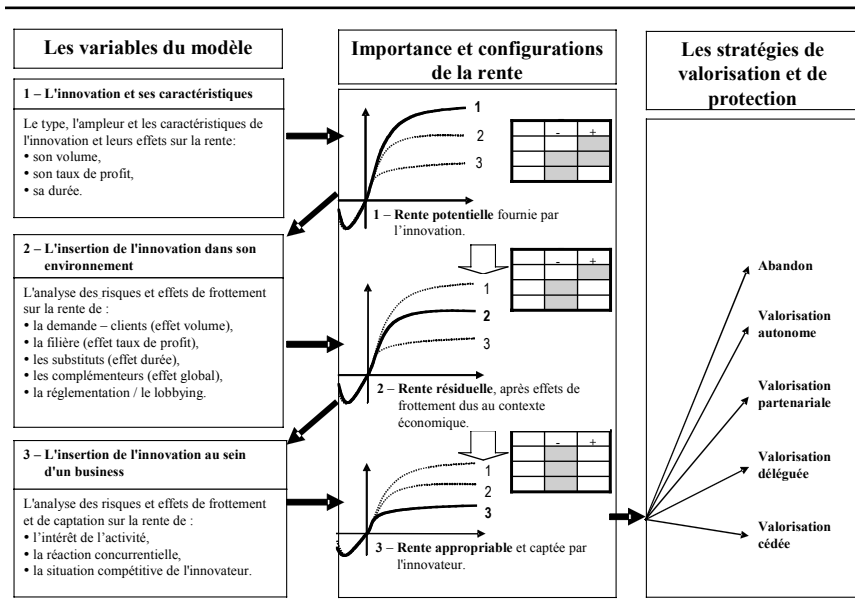 Les variables du modèle
1 – L'innovation et ses caractéristiques
Le type, l'ampleur et les caractéristiques de
l'innovation et leurs effets sur la rente:
• son volume,
• son taux de profit,
• sa durée.
2 – L'insertion de l'innovation dans son
environnement
L'analyse des risques et effets de frottement
sur la rente de :
• la demande – clients (effet volume),
• la filière (effet taux de profit),
• les substituts (effet durée),
• les complémenteurs (effet global),
• la réglementation / le lobbying.
3 – L'insertion de l'innovation au sein
d'un business
L'analyse des risques et effets de frottement
et de captation sur la rente de :
• l’intérêt de l’activité,
• la réaction concurrentielle,
• la situation compétitive de l'innovateur.
Importance et configurations
de la rente
1
2
3
- +
1 – Rente potentielle fournie par
l’innovation.
- +
1
2
3
2 – Rente résiduelle, après effets de
frottement dus au contexte
économique.
- +
1
2
3
3 – Rente appropriable et captée par
l'innovateur.
Les stratégies de
valorisation et de
protection
Abandon
Valorisation
autonome
Valorisation
partenariale
Valorisation
déléguée
Valorisation
cédée